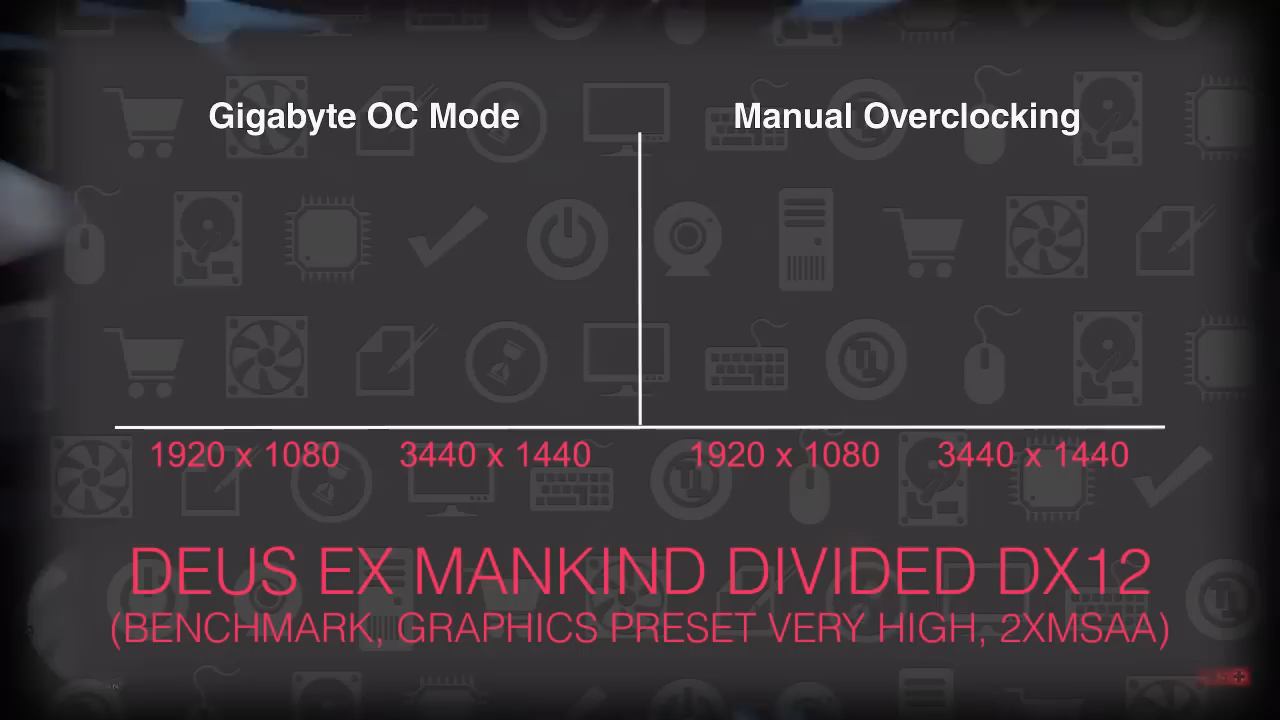 Gigabyte OC Mode
Manual Overclocking
1920 x 1080
3440 x 1440
1920 x 1080
3440 x 1440
DEUS EX MANKIND DIVIDED DX12
(BENCHMARK, GRAPHICS PRESET VERY HIGH, 2XMSAA)